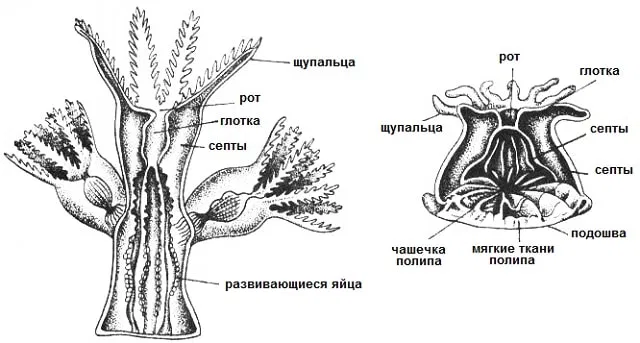 щупальца
рот
глотка
септы
развивающиеся яйца
рот
глотка
щупальца
септы
септы
подошва
чашечка
полипа
мягкие ткани
полипа